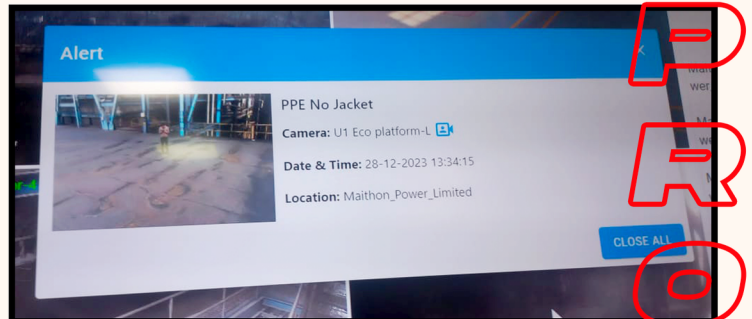 Alert
PPE No Jacket
Camera: U1 Eco platform-L
Date & Time: 28-12-2023 13:34:15
Location: Maithon_Power_Limited
CLOSE ALL
wer
P
R
O